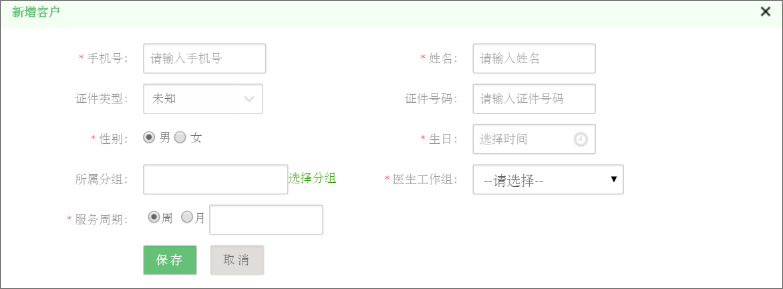 新增客户
* 手机号： 请输入手机号 * 姓名： 请输入姓名
证件类型： 未知 证件号码： 请输入证件号码
* 性别： 男 女 * 生日： 选择时间
所属分组： 选择分组 * 医生工作组： --请选择--
* 服务周期： 周 月
保存 取消